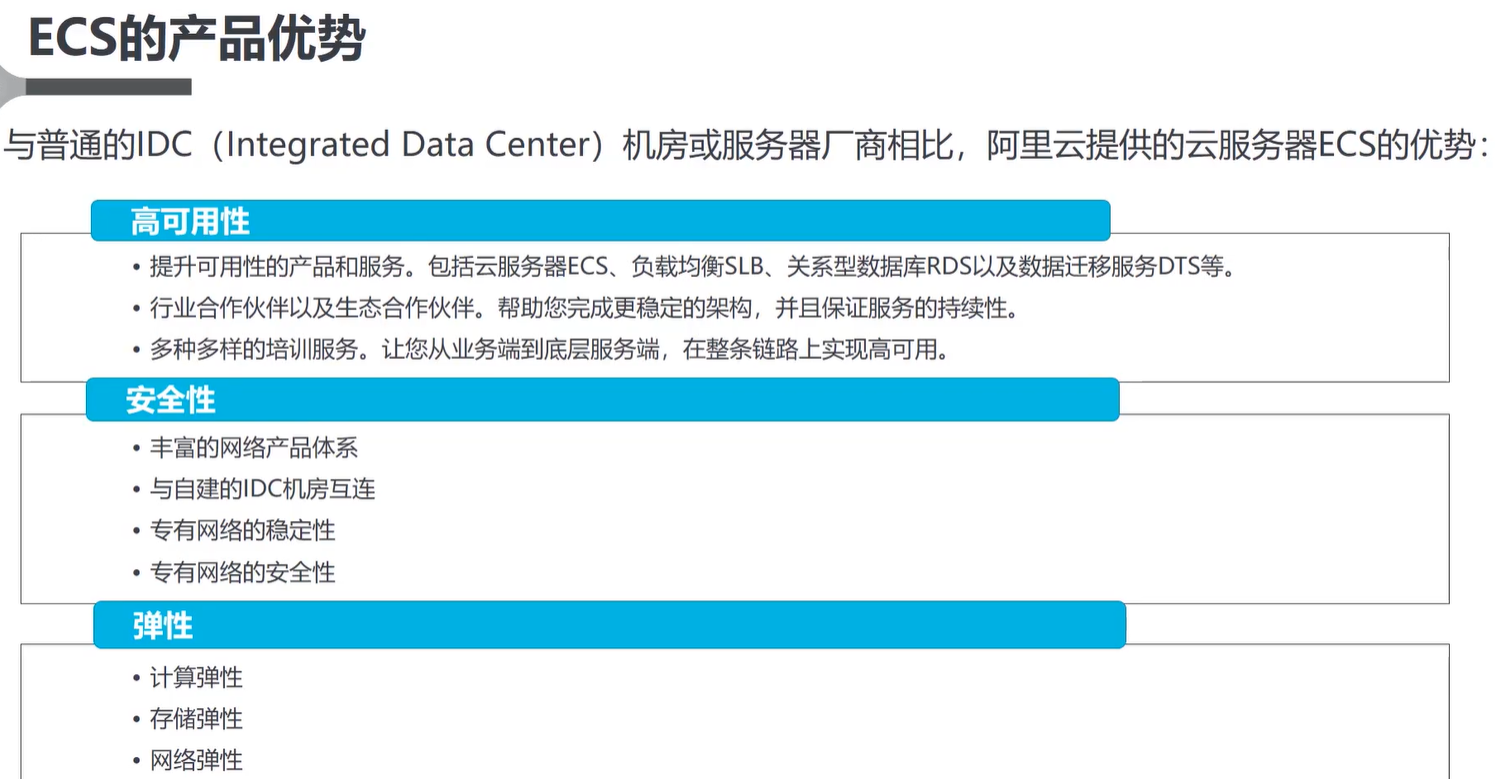 ECS的产品优势
与普通的IDC（Integrated Data Center）机房或服务器厂商相比，阿里云提供的云服务器ECS的优势：
高可用性
• 提升可用性的产品和服务。包括云服务器ECS、负载均衡SLB、关系型数据库RDS以及数据迁移服务DTS等。
• 行业合作伙伴以及生态合作伙伴。帮助您完成更稳定的架构，并且保证服务的持续性。
• 多种多样的培训服务。让您从业务端到底层服务端，在整条链路上实现高可用。
安全性
• 丰富的网络产品体系
• 与自建的IDC机房互连
• 专有网络的稳定性
• 专有网络的安全性
弹性
• 计算弹性
• 存储弹性
• 网络弹性